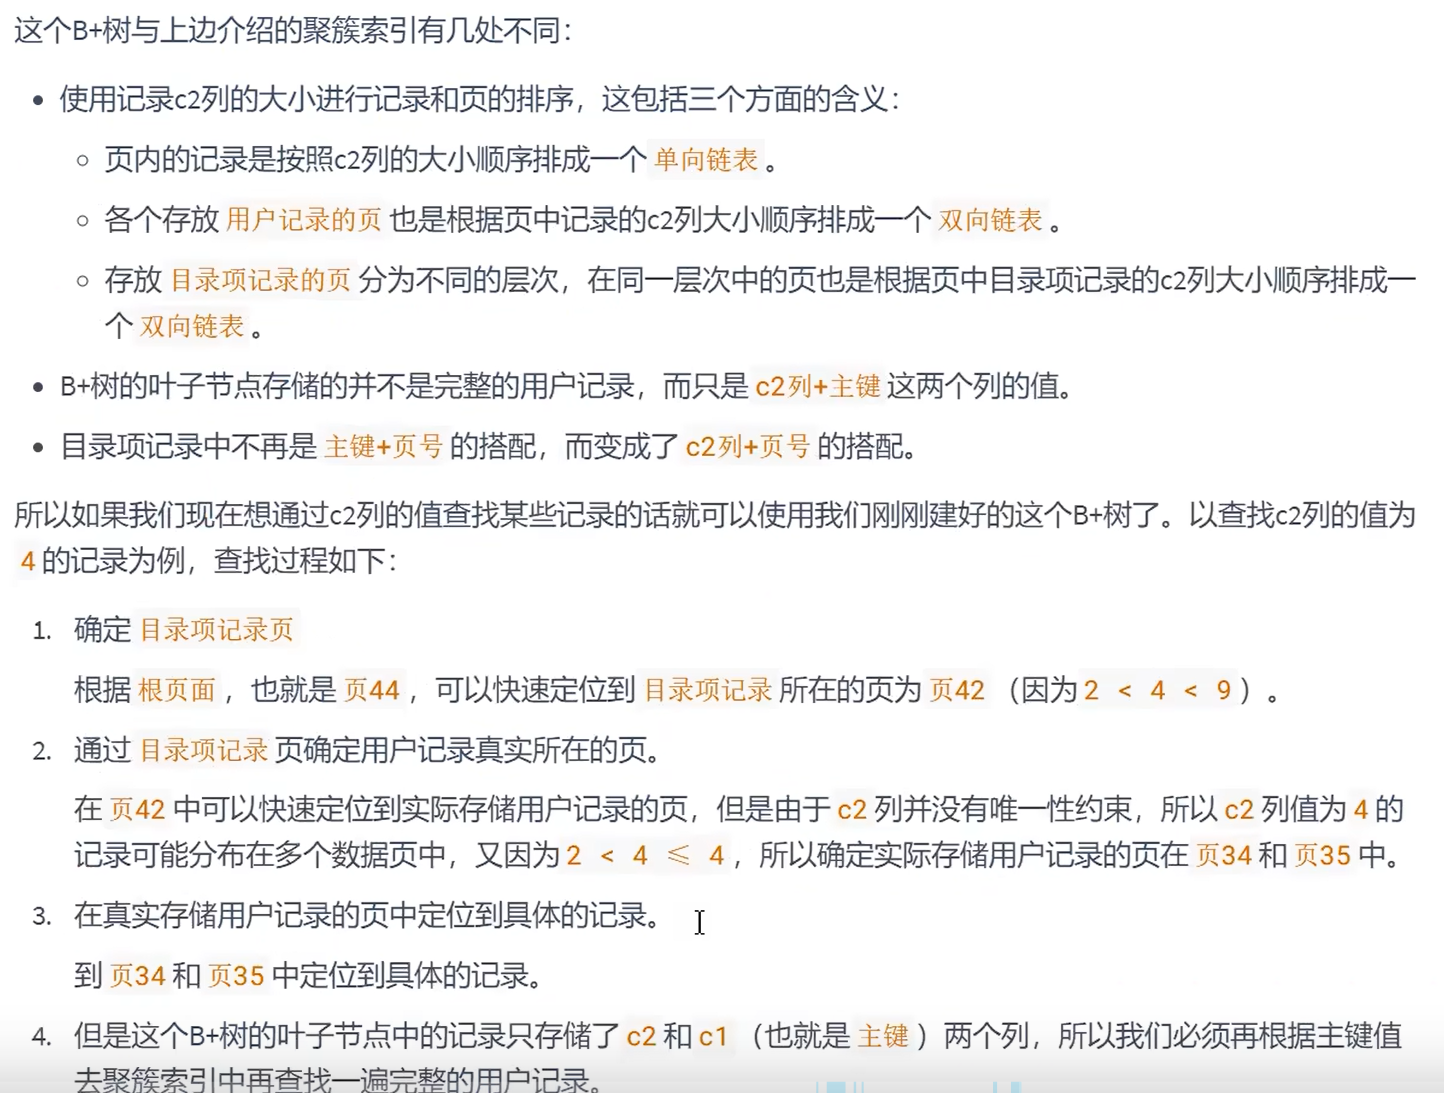 这个B+树与上边介绍的聚簇索引有几处不同：
• 使用记录c2列的大小进行记录和页的排序，这包括三个方面的含义：
◦ 页内的记录是按照c2列的大小顺序排成一个 单向链表 。
◦ 各个存放 用户记录的页 也是根据页中记录的c2列大小顺序排成一个 双向链表 。
◦ 存放 目录项记录的页 分为不同的层次，在同一层次中的页也是根据页中目录项记录的c2列大小顺序排成一
个 双向链表 。
• B+树的叶子节点存储的并不是完整的用户记录，而只是 c2列+主键 这两个列的值。
• 目录项记录中不再是 主键+页号 的搭配，而变成了 c2列+页号 的搭配。
所以如果我们现在想通过c2列的值查找某些记录的话就可以使用我们刚刚建好的这个B+树了。以查找c2列的值为
4 的记录为例，查找过程如下：
1. 确定 目录项记录页
根据 根页面 ，也就是 页44 ，可以快速定位到 目录项记录 所在的页为 页42 （因为 2 < 4 < 9 ）。
2. 通过 目录项记录 页确定用户记录真实所在的页。
在 页42 中可以快速定位到实际存储用户记录的页，但是由于 c2 列并没有唯一性约束，所以 c2 列值为 4 的
记录可能分布在多个数据页中，又因为 2 < 4 ≤ 4 ，所以确定实际存储用户记录的页在 页34 和 页35 中。
3. 在真实存储用户记录的页中定位到具体的记录。
到 页34 和 页35 中定位到具体的记录。
4. 但是这个B+树的叶子节点中的记录只存储了 c2 和 c1 （也就是 主键 ）两个列，所以我们必须再根据主键值
去聚簇索引中再查找一遍完整的用户记录。